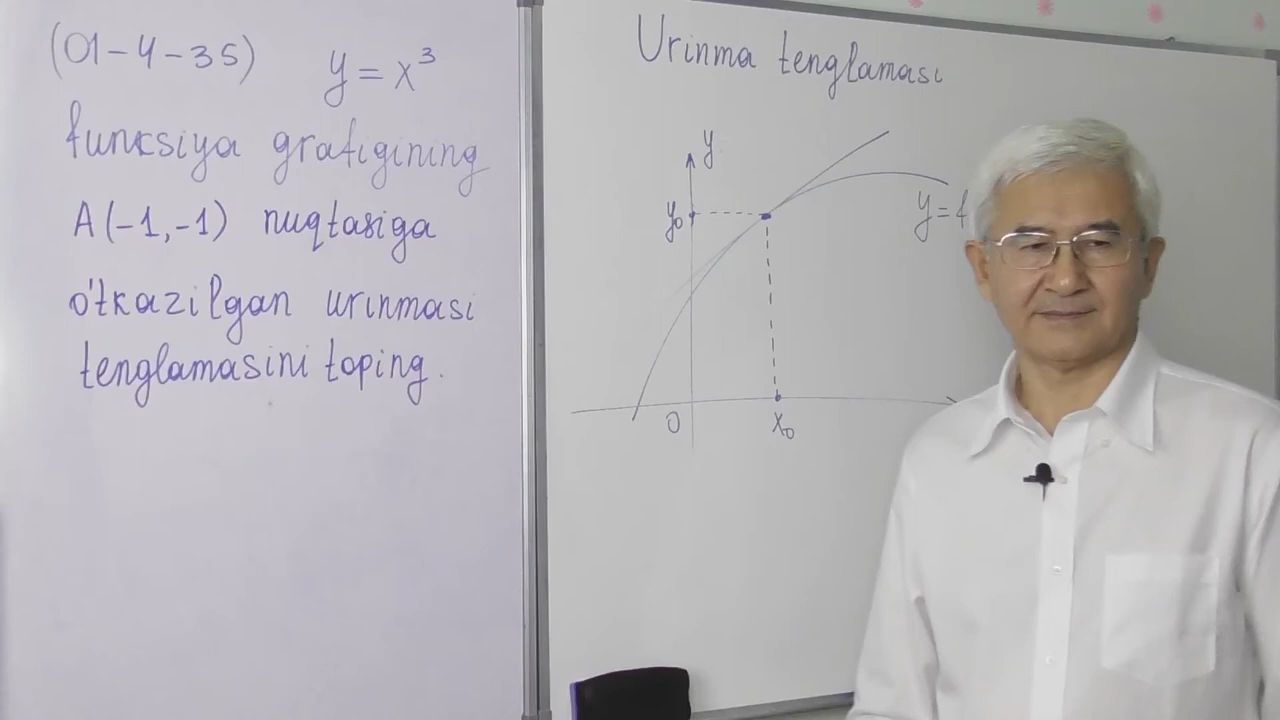 (01-4-35)
y = x³
funksiya grafigining
A(-1,-1) nuqtasiga
o'tkazilgan urinmasi
tenglamasini toping.
Urinma tenglamasi
y
y₀
y=f
0
x₀